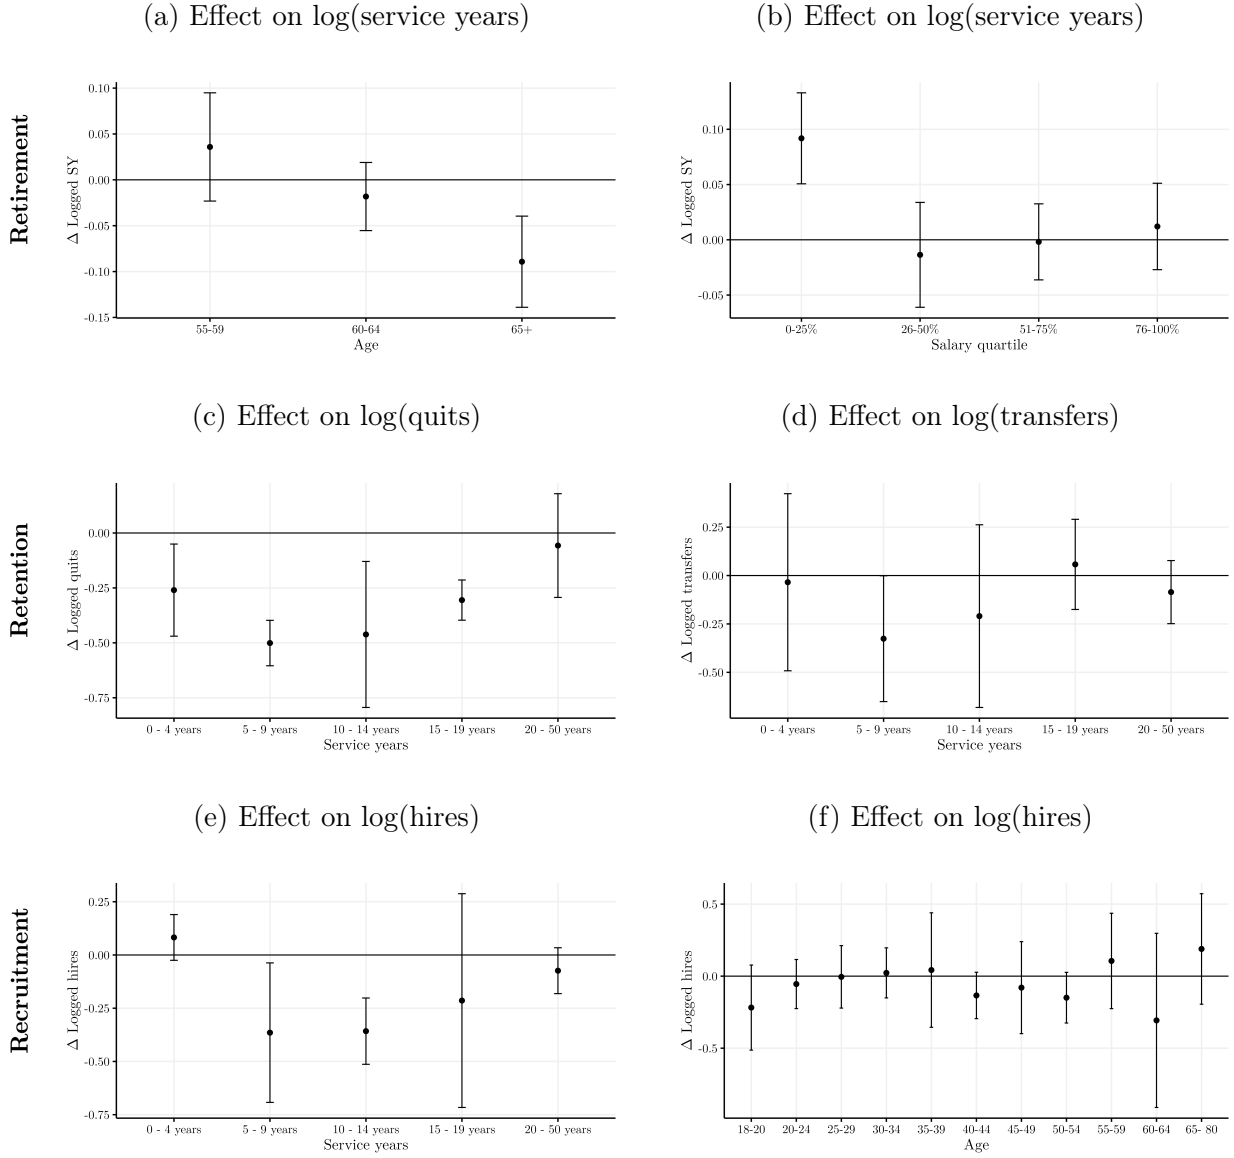 (a) Effect on log(service years)
(b) Effect on log(service years)
Retirement
Δ Logged SY
0.10
0.05
0.00
-0.05
-0.10
-0.15
55-59
60-64
65+
Age
Δ Logged SY
0.10
0.05
0.00
-0.05
0-25%
26-50%
51-75%
76-100%
Salary quartile
(c) Effect on log(quits)
(d) Effect on log(transfers)
Retention
Δ Logged quits
0.00
-0.25
-0.50
-0.75
0 - 4 years
5 - 9 years
10 - 14 years
15 - 19 years
20 - 50 years
Service years
Δ Logged transfers
0.25
0.00
-0.25
-0.50
0 - 4 years
5 - 9 years
10 - 14 years
15 - 19 years
20 - 50 years
Service years
(e) Effect on log(hires)
(f) Effect on log(hires)
Recruitment
Δ Logged hires
0.25
0.00
-0.25
-0.50
-0.75
0 - 4 years
5 - 9 years
10 - 14 years
15 - 19 years
20 - 50 years
Service years
Δ Logged hires
0.5
0.0
-0.5
18-20
20-24
25-29
30-34
35-39
40-44
45-49
50-54
55-59
60-64
65- 80
Age